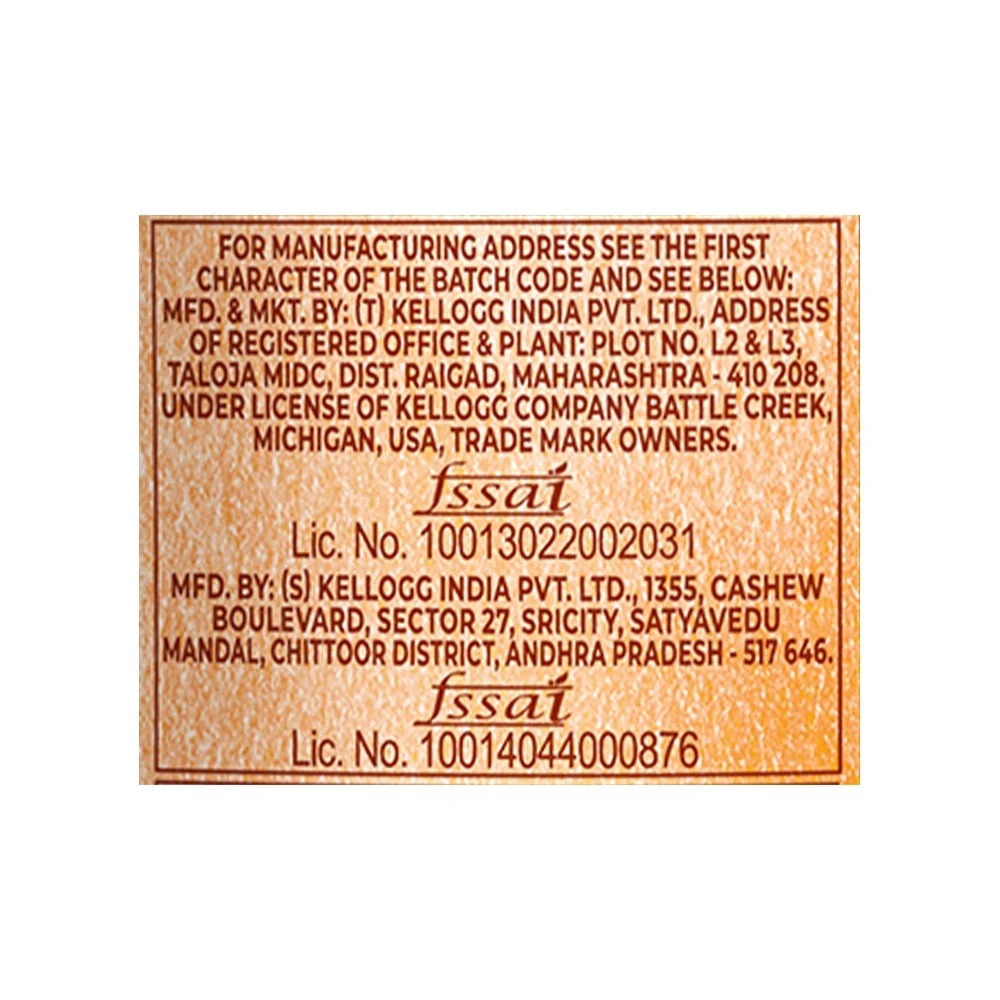 FOR MANUFACTURING ADDRESS SEE THE FIRST
CHARACTER OF THE BATCH CODE AND SEE BELOW:
MFD. & MKT. BY: (T) KELLOGG INDIA PVT. LTD., ADDRESS
OF REGISTERED OFFICE & PLANT: PLOT NO. L2 & L3,
TALOJA MIDC, DIST. RAIGAD, MAHARASHTRA - 410 208.
UNDER LICENSE OF KELLOGG COMPANY BATTLE CREEK,
MICHIGAN, USA, TRADE MARK OWNERS.
fssai
Lic. No. 10013022002031
MFD. BY: (S) KELLOGG INDIA PVT. LTD., 1355, CASHEW
BOULEVARD, SECTOR 27, SRICITY, SATYAVEDU
MANDAL, CHITTOOR DISTRICT, ANDHRA PRADESH - 517 646.
fssai
Lic. No. 10014044000876